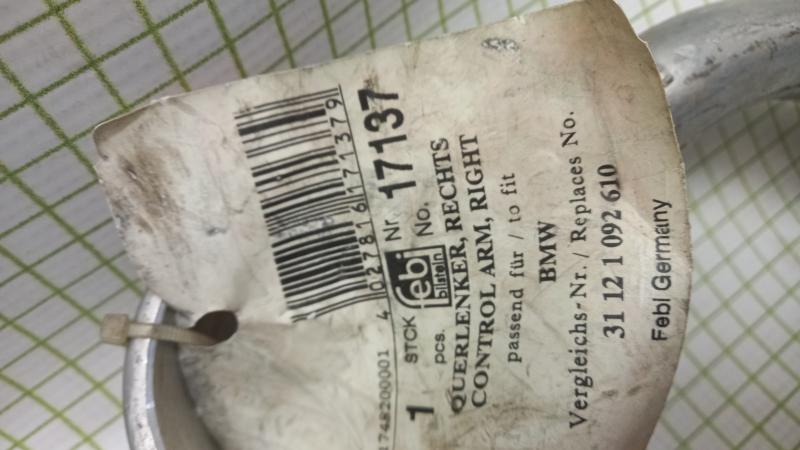 4 027816 171379
1 STCK febi Nr. 17137
pcs. bilstein No.
QUERLENKER, RECHTS
CONTROL ARM, RIGHT
passend für / to fit
BMW
Vergleichs-Nr./Replaces No.
31 12 1 092 610
Febi Germany